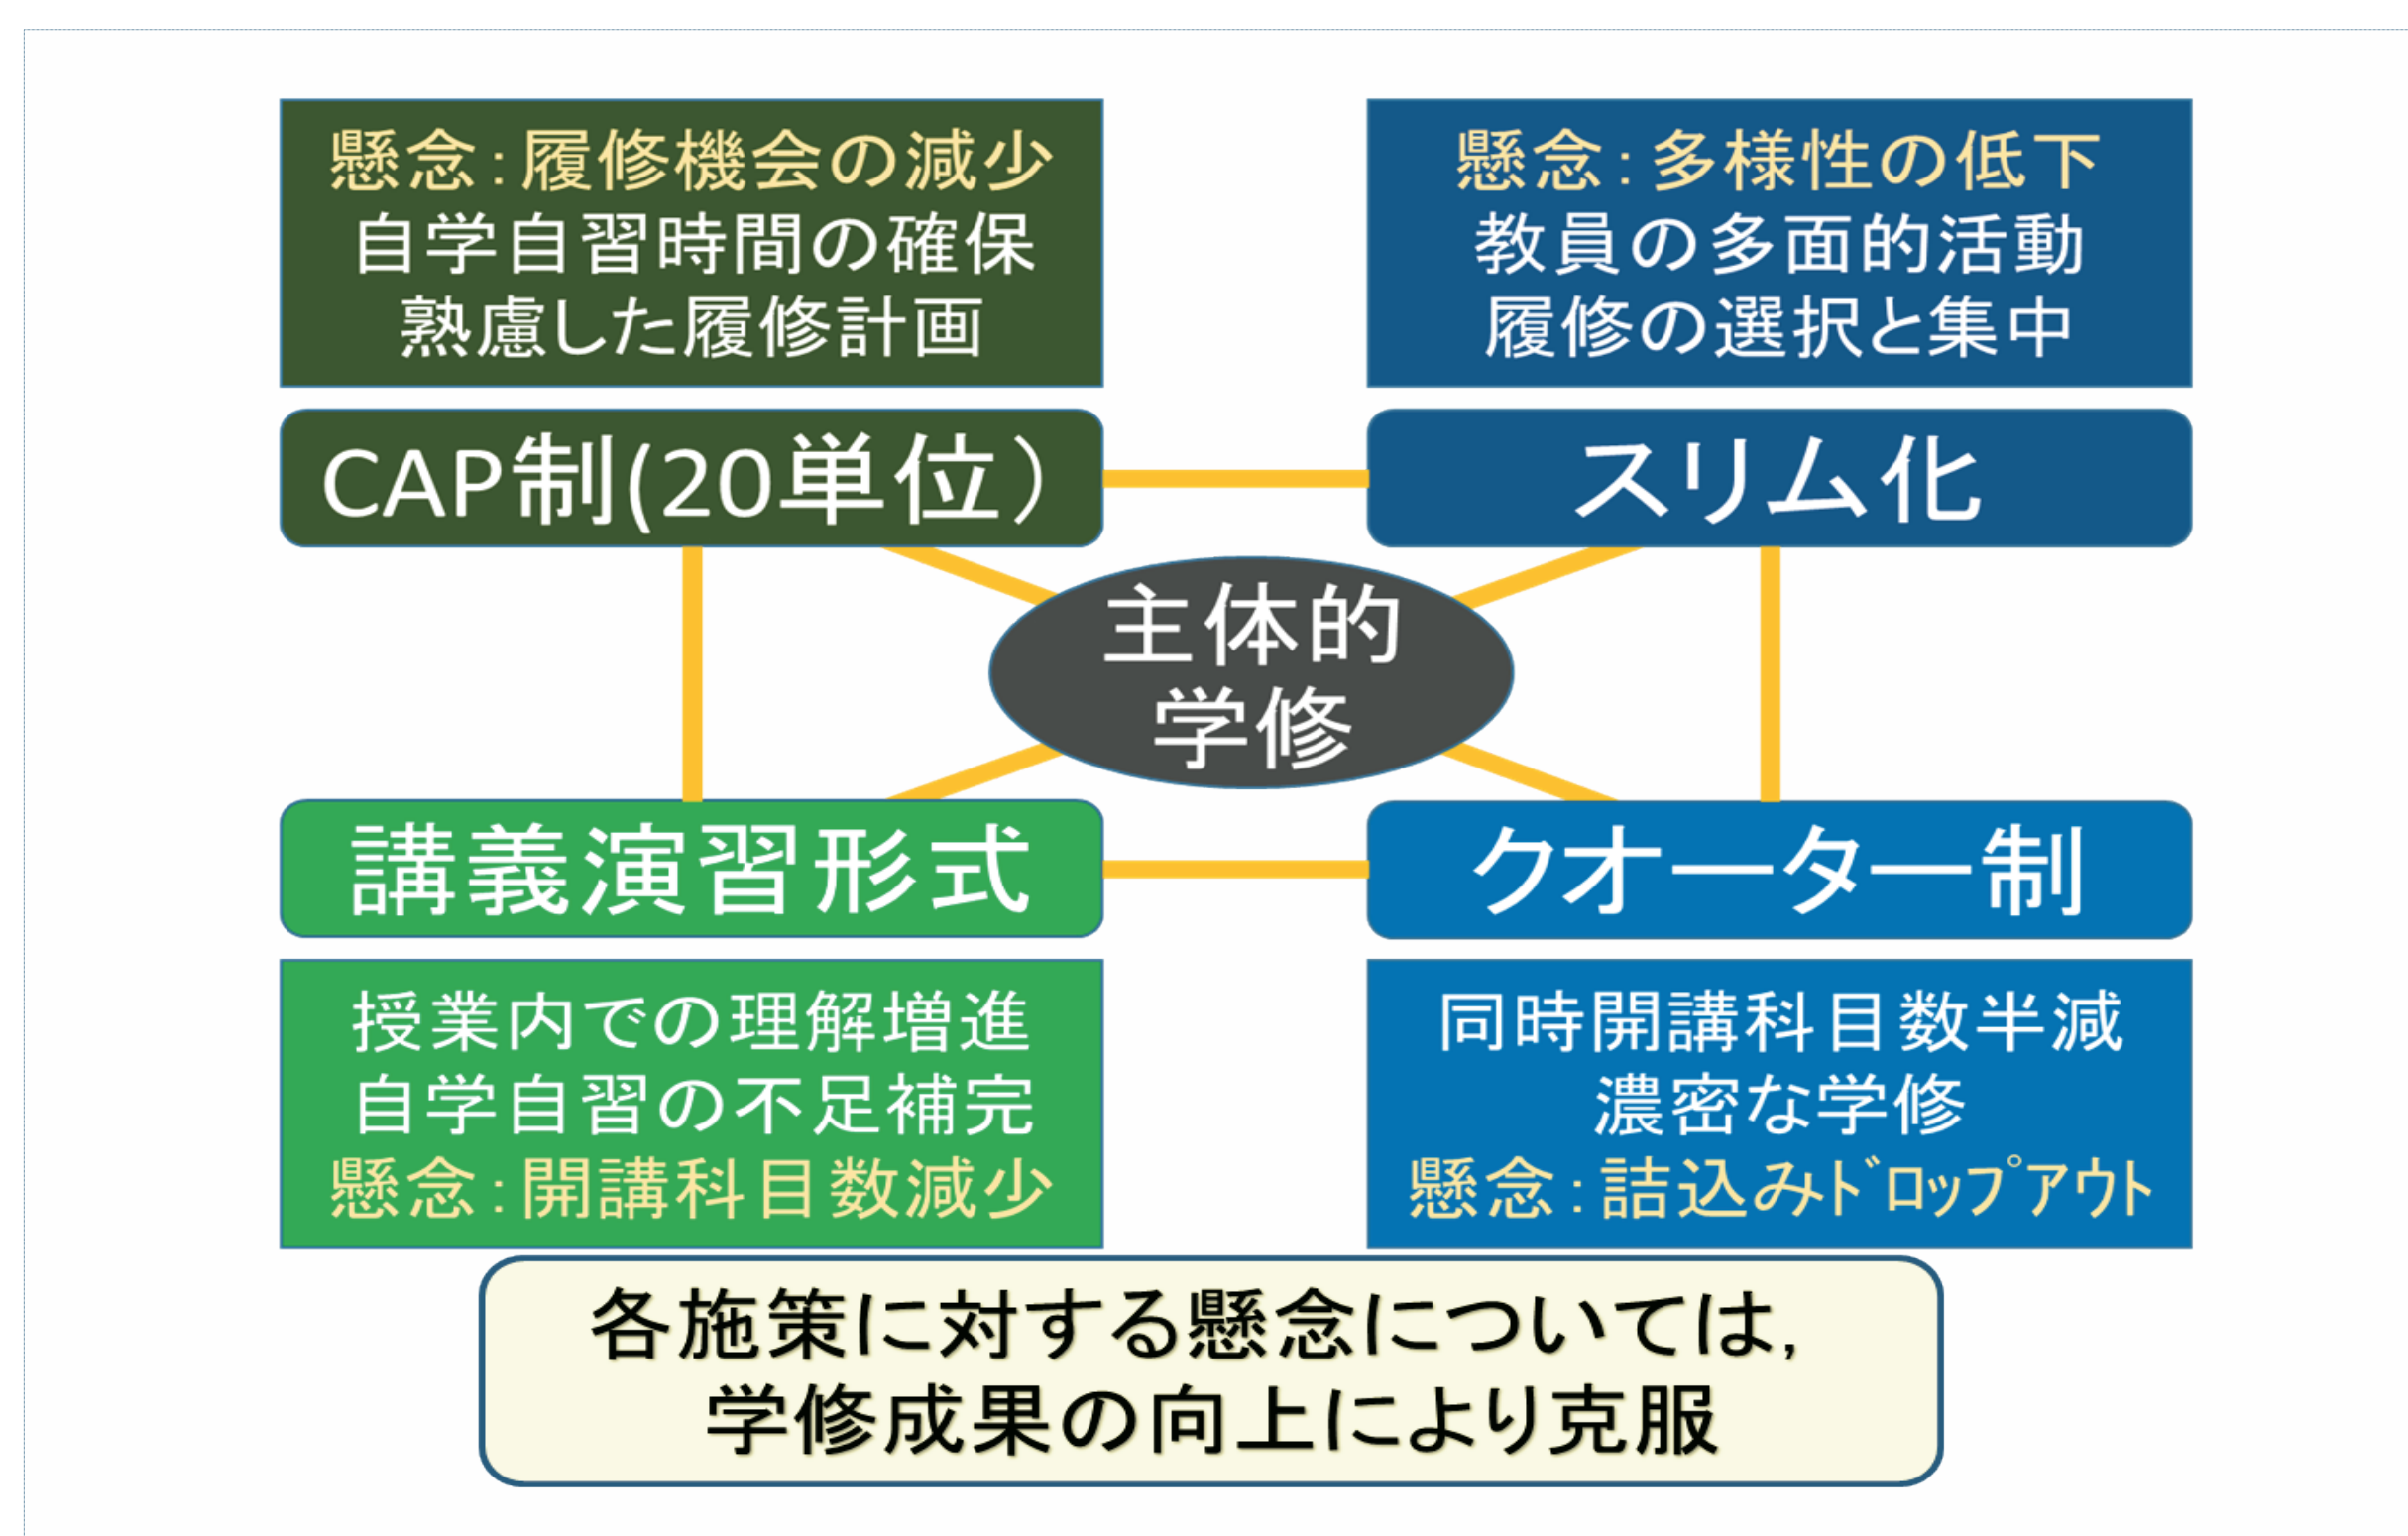 懸念：履修機会の減少
自学自習時間の確保
熟慮した履修計画
CAP制(20単位）
懸念：多様性の低下
教員の多面的活動
履修の選択と集中
スリム化
主体的
学修
講義演習形式
授業内での理解増進
自学自習の不足補完
懸念：開講科目数減少
クオーター制
同時開講科目数半減
濃密な学修
懸念：詰込みﾄﾞﾛｯﾌﾟｱｳﾄ
各施策に対する懸念については,
学修成果の向上により克服